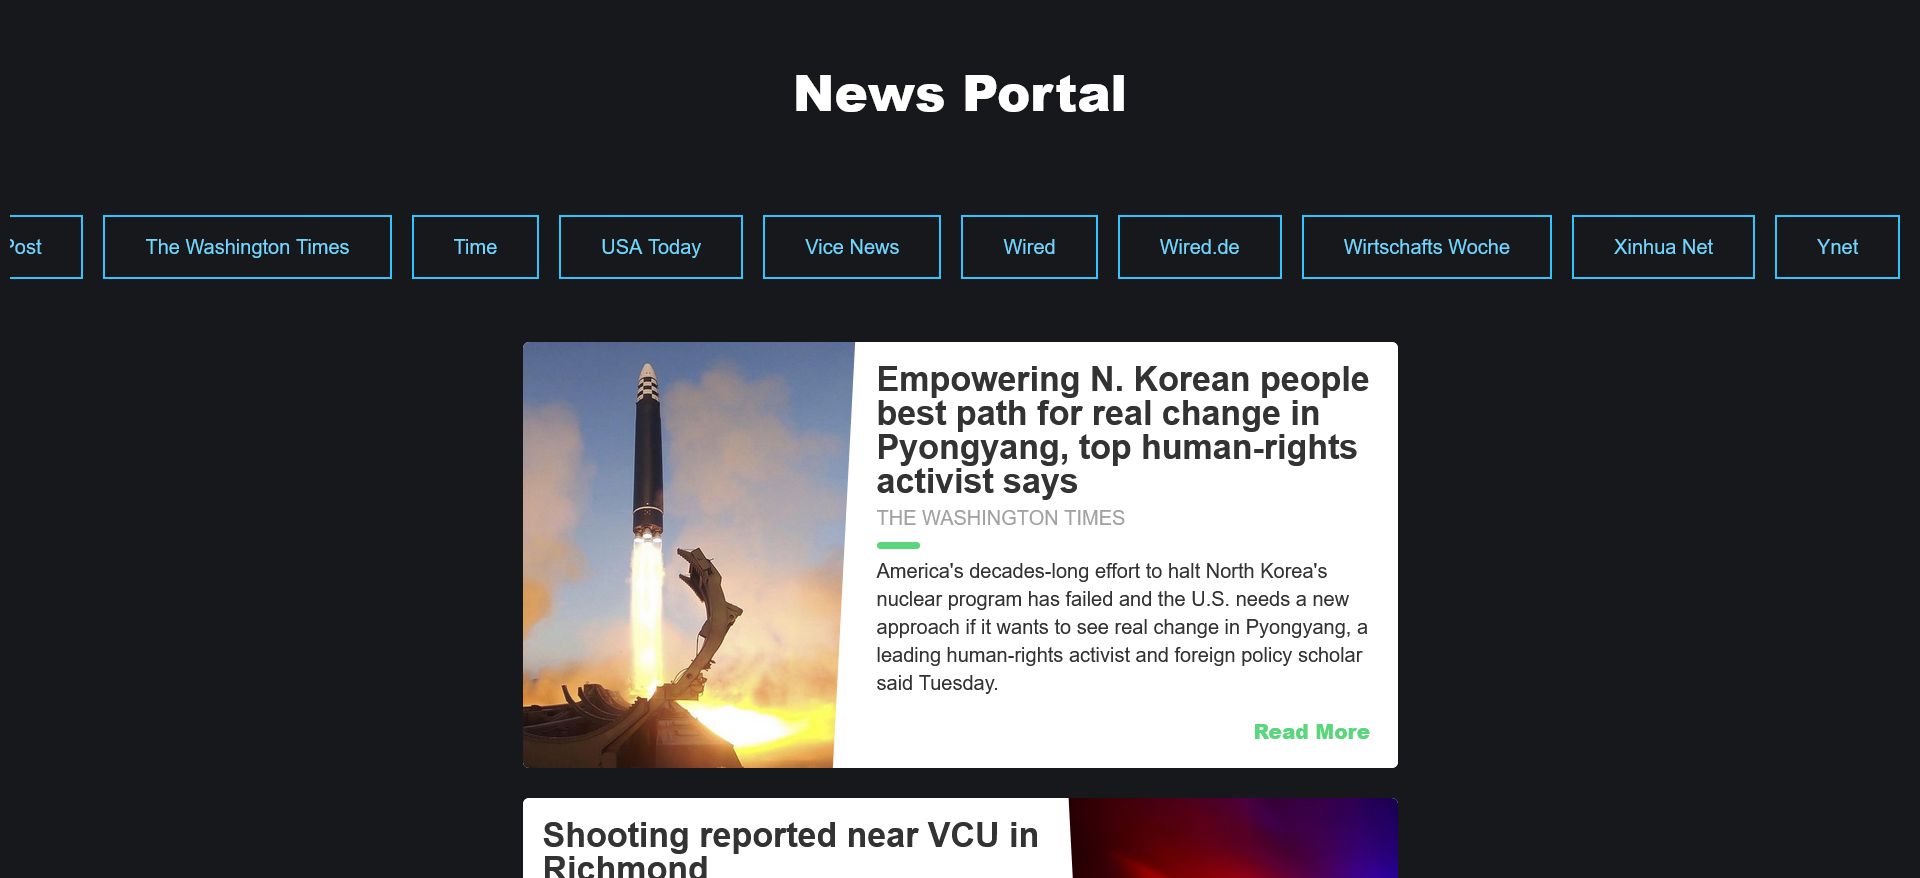 News Portal
Post
The Washington Times
Time
USA Today
Vice News
Wired
Wired.de
Wirtschafts Woche
Xinhua Net
Ynet
Empowering N. Korean people
best path for real change in
Pyongyang, top human-rights
activist says
THE WASHINGTON TIMES
America's decades-long effort to halt North Korea's
nuclear program has failed and the U.S. needs a new
approach if it wants to see real change in Pyongyang, a
leading human-rights activist and foreign policy scholar
said Tuesday.
Read More
Shooting reported near VCU in
Richmond